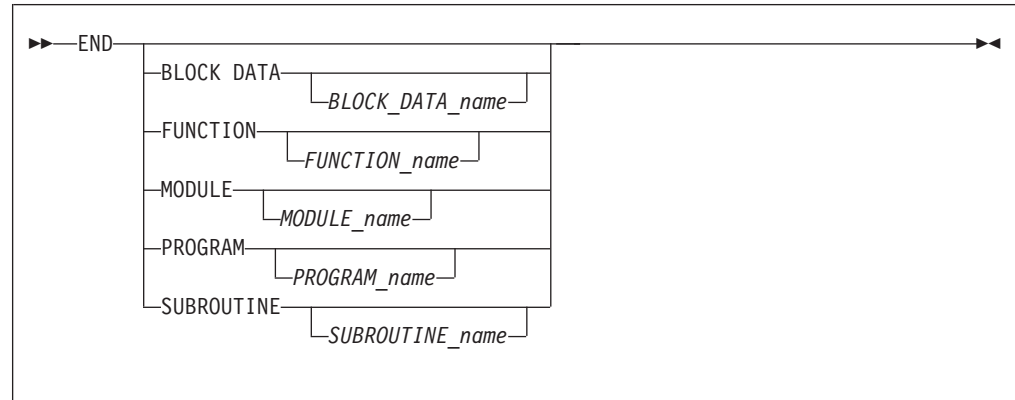 END
BLOCK DATA
BLOCK_DATA_name
FUNCTION
FUNCTION_name
MODULE
MODULE_name
PROGRAM
PROGRAM_name
SUBROUTINE
SUBROUTINE_name